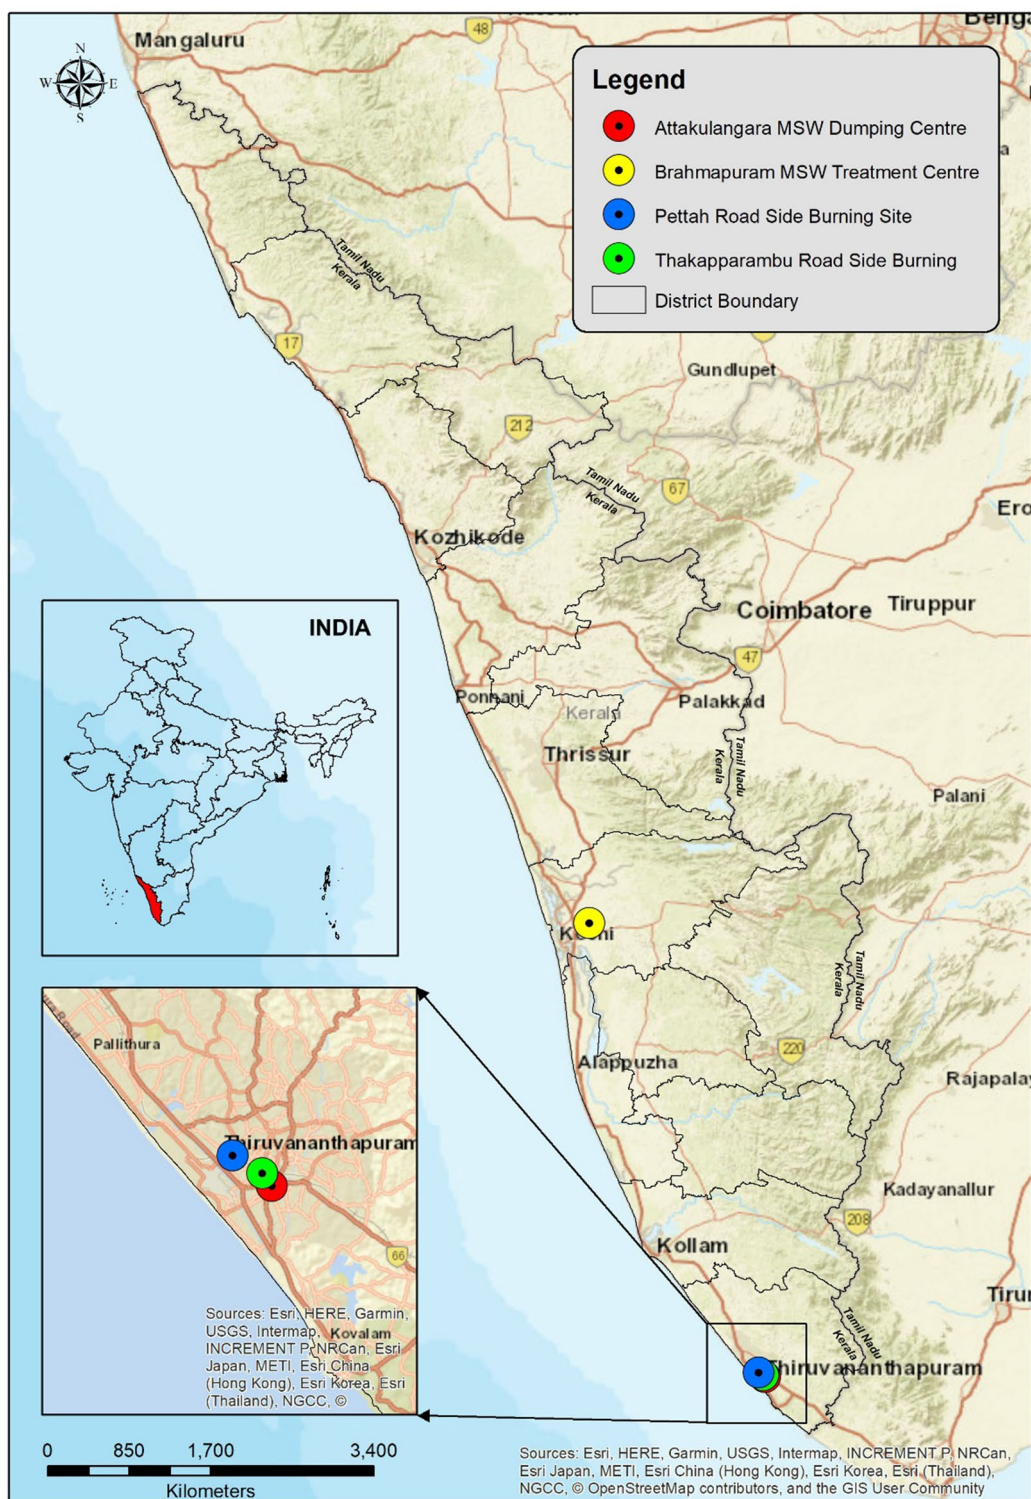 Mangaluru
48
Benga
N
W
E
S
Legend
Attakulangara MSW Dumping Centre
Brahmapuram MSW Treatment Centre
Pettah Road Side Burning Site
Thakapparambu Road Side Burning
District Boundary
a
Tamil Nadu
Kerala
17
Gundlupet
212
Tamil Nadu
Kerala
67
Ero
Kozhikode
Coimbatore
Tiruppur
INDIA
47
Ponnani
Kerala
Palakkad
Thrissur
Tamil Nadu
Kerala
Palani
Tamil Nadu
Kerala
Alappuzha
220
Rajapalay
Pallithura
Thiruvananthapuram
66
Kovalam
Sources: Esri, HERE, Garmin,
USGS, Intermap,
INCREMENT P, NRCan, Esri
Japan, METI, Esri China
(Hong Kong), Esri Korea, Esri
(Thailand), NGCC, ©
Kadayanallur
208
Kollam
Tirun
Tamil Nadu
Kerala
Thiruvananthapuram
0 850 1,700 3,400
Kilometers
Sources: Esri, HERE, Garmin, USGS, Intermap, INCREMENT P, NRCan,
Esri Japan, METI, Esri China (Hong Kong), Esri Korea, Esri (Thailand),
NGCC, © OpenStreetMap contributors, and the GIS User Community